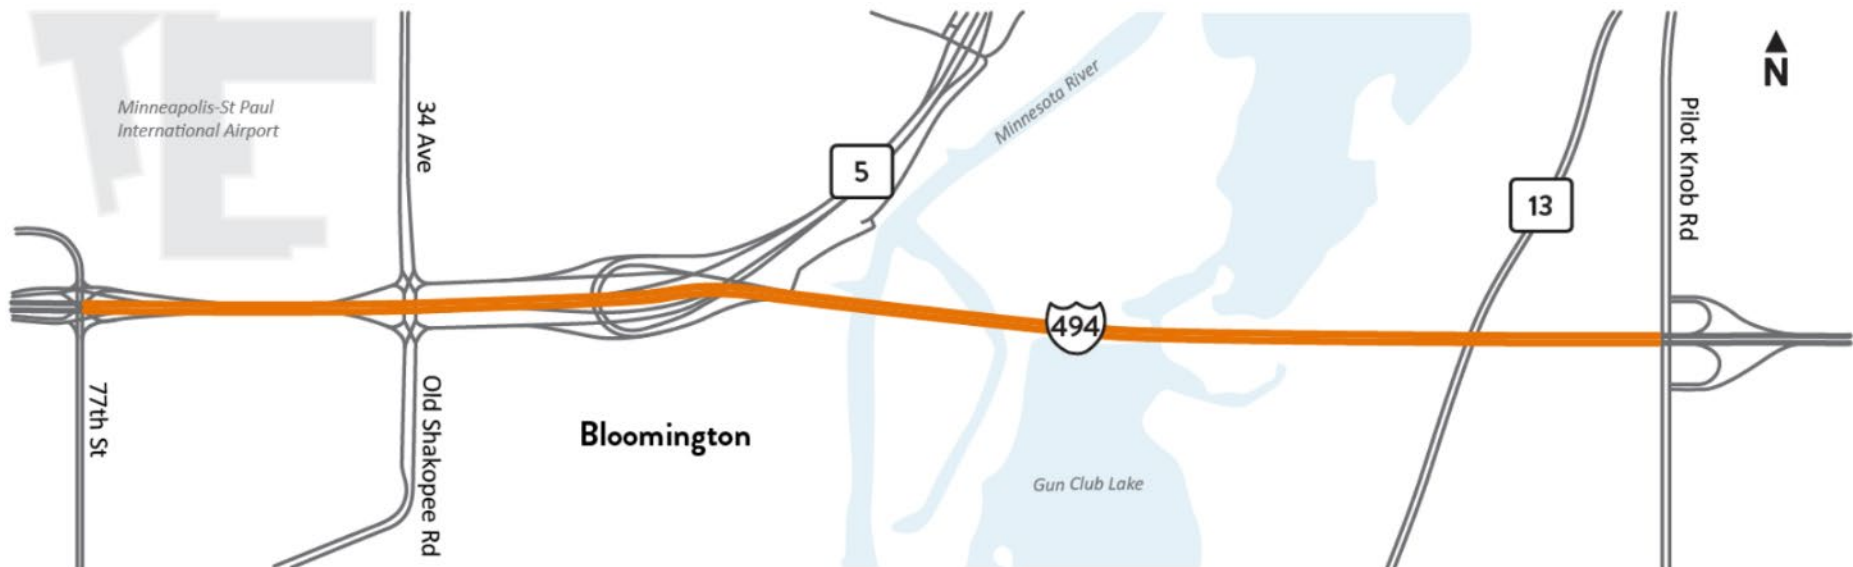 Minneapolis-St Paul
International Airport
34 Ave
5
Minnesota River
13
Pilot Knob Rd
N
494
77th St
Old Shakopee Rd
Bloomington
Gun Club Lake